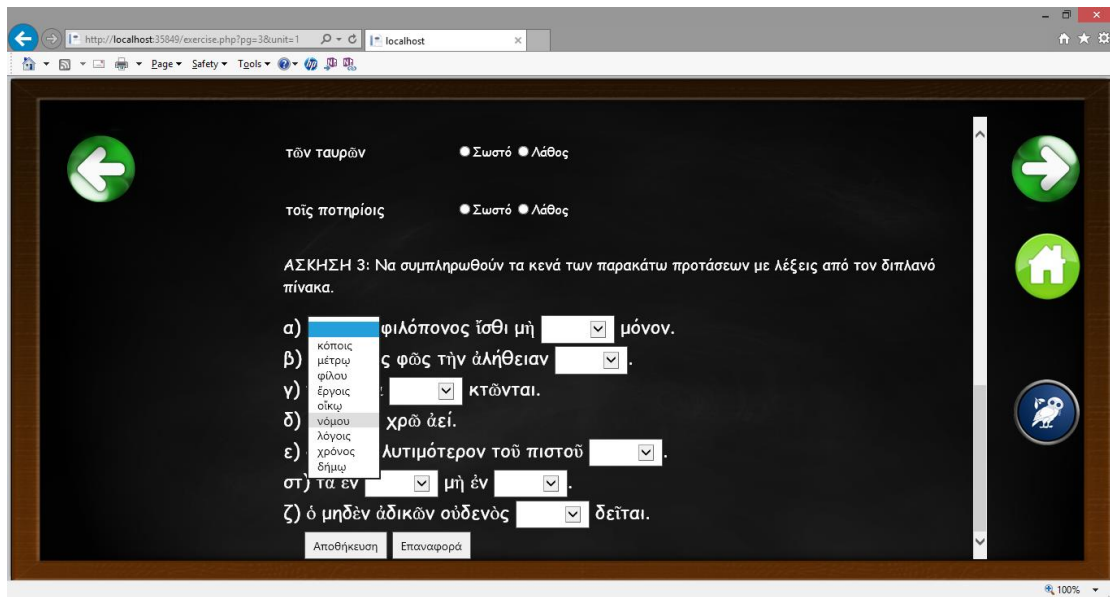 http://localhost:35849/exercise.php?pg=3&unit=1
localhost
Page Safety Tools
τῶν ταυρῶν Σωστό Λάθος
τοῖς ποτηρίοις Σωστό Λάθος
ΑΣΚΗΣΗ 3: Να συμπληρωθούν τα κενά των παρακάτω προτάσεων με λέξεις από τον διπλανό
πίνακα.
α) φιλόπονος ἴσθι μὴ μόνον.
β) ς φῶς τὴν ἀλήθειαν .
γ) κτῶνται.
δ) χρῶ ἀεί.
ε) λυτιμότερον τοῦ πιστοῦ .
στ) τὰ ἐν μὴ ἐν .
ζ) ὁ μηδὲν ἀδικῶν οὐδενὸς δεῖται.
κόποις
μέτρῳ
φίλου
ἔργοις
οἴκῳ
νόμου
λόγοις
χρόνος
δήμῳ
Αποθήκευση Επαναφορά
100%